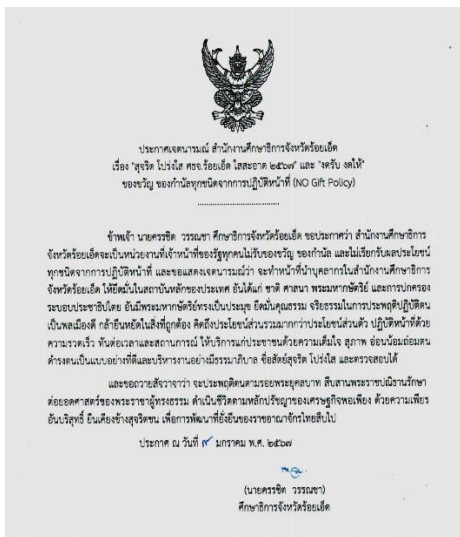 ประกาศเจตนารมณ์ สำนักงานศึกษาธิการจังหวัดร้อยเอ็ด
เรื่อง "สุจริต โปร่งใส ศธจ.ร้อยเอ็ด ใสสะอาด ๒๕๖๗" และ "งดรับ งดให้"
ของขวัญ ของกำนัลทุกชนิดจากการปฏิบัติหน้าที่ (NO Gift Policy)
ข้าพเจ้า นายครรชิต วรรณชา ศึกษาธิการจังหวัดร้อยเอ็ด ขอประกาศว่า สำนักงานศึกษาธิการ
จังหวัดร้อยเอ็ดจะเป็นหน่วยงานที่เจ้าหน้าที่ของรัฐทุกคนไม่รับของขวัญ ของกำนัล และไม่เรียกรับผลประโยชน์
ทุกชนิดจากการปฏิบัติหน้าที่ และขอแสดงเจตนารมณ์ว่า จะทำหน้าที่นำบุคลากรในสำนักงานศึกษาธิการ
จังหวัดร้อยเอ็ด ให้ยึดมั่นในสถาบันหลักของประเทศ อันได้แก่ ชาติ ศาสนา พระมหากษัตริย์ และการปกครอง
ระบอบประชาธิปไตย อันมีพระมหากษัตริย์ทรงเป็นประมุข ยึดมั่นคุณธรรม จริยธรรมในการประพฤติปฏิบัติตน
เป็นพลเมืองดี กล้ายืนหยัดในสิ่งที่ถูกต้อง คิดถึงประโยชน์ส่วนรวมมากกว่าประโยชน์ส่วนตัว ปฏิบัติหน้าที่ด้วย
ความรวดเร็ว ทันต่อเวลาและสถานการณ์ ให้บริการแก่ประชาชนด้วยความเต็มใจ สุภาพ อ่อนน้อมถ่อมตน
ดำรงตนเป็นแบบอย่างที่ดีและบริหารงานอย่างมีธรรมาภิบาล ซื่อสัตย์สุจริต โปร่งใส และตรวจสอบได้
และขอถวายสัจวาจาว่า จะประพฤติตนตามรอยพระยุคลบาท สืบสานพระราชปณิธานรักษา
ต่อยอดศาสตร์ของพระราชาผู้ทรงธรรม ดำเนินชีวิตตามหลักปรัชญาของเศรษฐกิจพอเพียง ด้วยความเพียร
อันบริสุทธิ์ ยืนเคียงข้างสุจริตชน เพื่อการพัฒนาที่ยั่งยืนของราชอาณาจักรไทยสืบไป
ประกาศ ณ วันที่ ๙ มกราคม พ.ศ. ๒๕๖๗
(นายครรชิต วรรณชา)
ศึกษาธิการจังหวัดร้อยเอ็ด